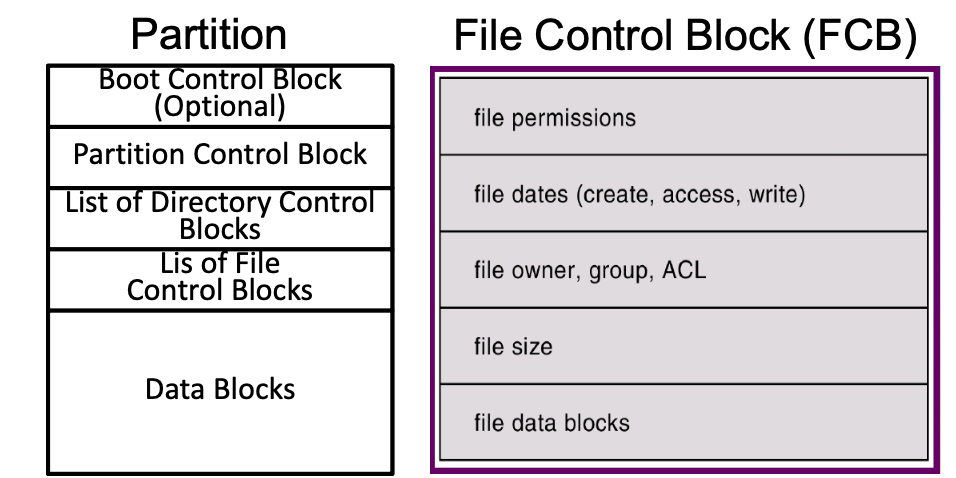 Partition
Boot Control Block
(Optional)
Partition Control Block
List of Directory Control
Blocks
Lis of File
Control Blocks
Data Blocks
File Control Block (FCB)
file permissions
file dates (create, access, write)
file owner, group, ACL
file size
file data blocks